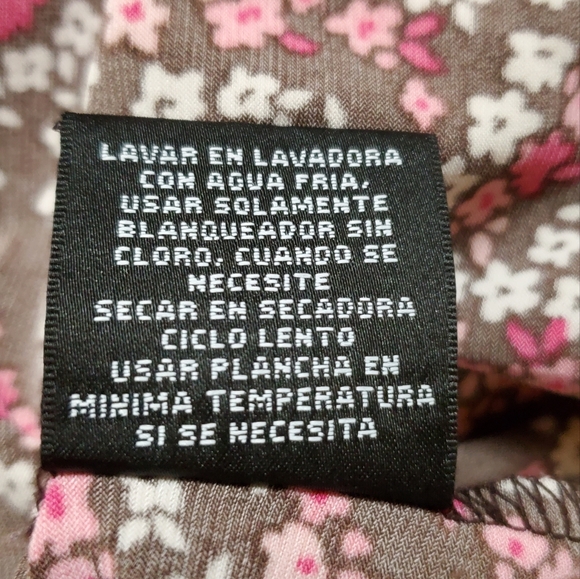 LAVAR EN LAVADORA
CON AGUA FRIA,
USAR SOLAMENTE
BLANQUEADOR SIN
CLORO, CUANDO SE
NECESITE
SECAR EN SECADORA
CICLO LENTO
USAR PLANCHA EN
MINIMA TEMPERATURA
SI SE NECESITA